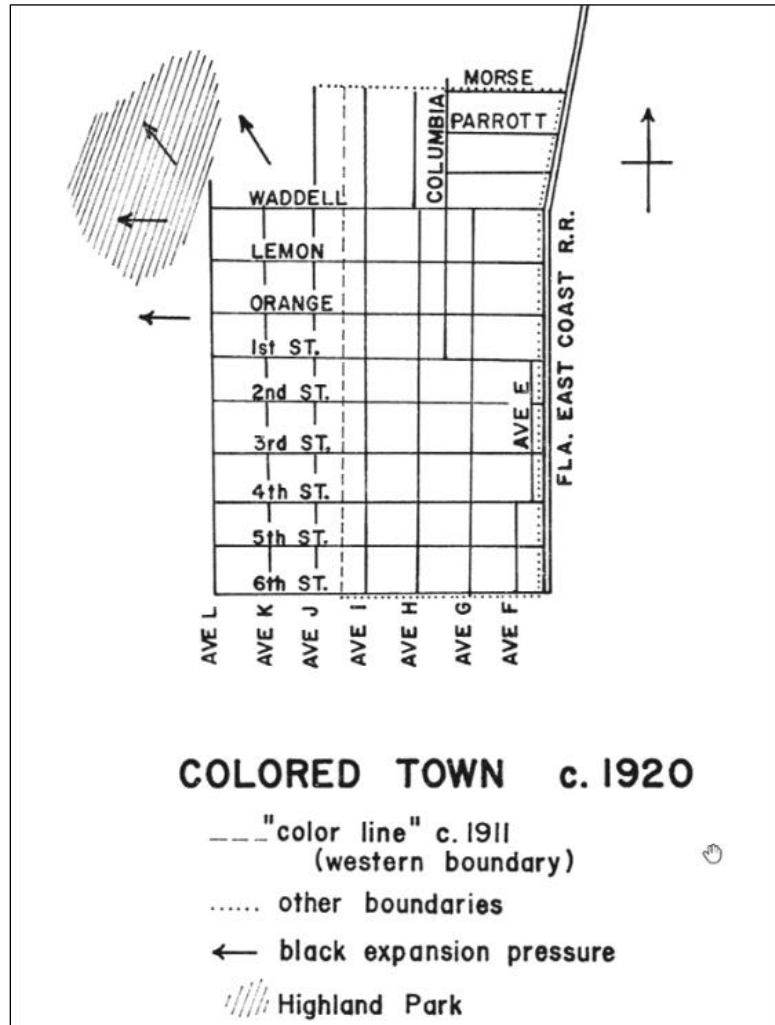 MORSE
COLUMBIA
PARROTT
WADDELL
LEMON
ORANGE
1st ST.
2nd ST.
3rd ST.
4th ST.
5th ST.
6th ST.
AVE E
FLA. EAST COAST R.R.
AVE L
AVE K
AVE J
AVE I
AVE H
AVE G
AVE F
COLORED TOWN c. 1920
"color line" c. 1911
(western boundary)
other boundaries
black expansion pressure
Highland Park